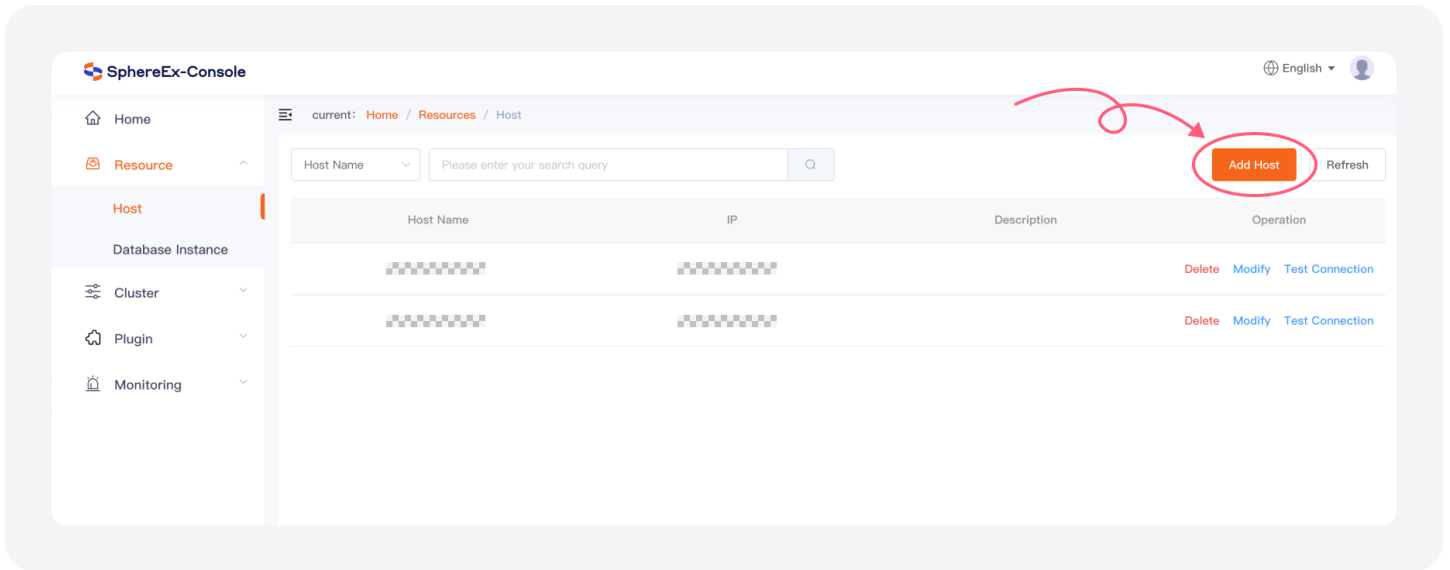 SphereEx-Console
English
Home
current: Home / Resources / Host
Resource
Host Name
Please enter your search query
Add Host
Refresh
Host
Host Name IP Description Operation
Database Instance
Delete Modify Test Connection
Cluster
Delete Modify Test Connection
Plugin
Monitoring